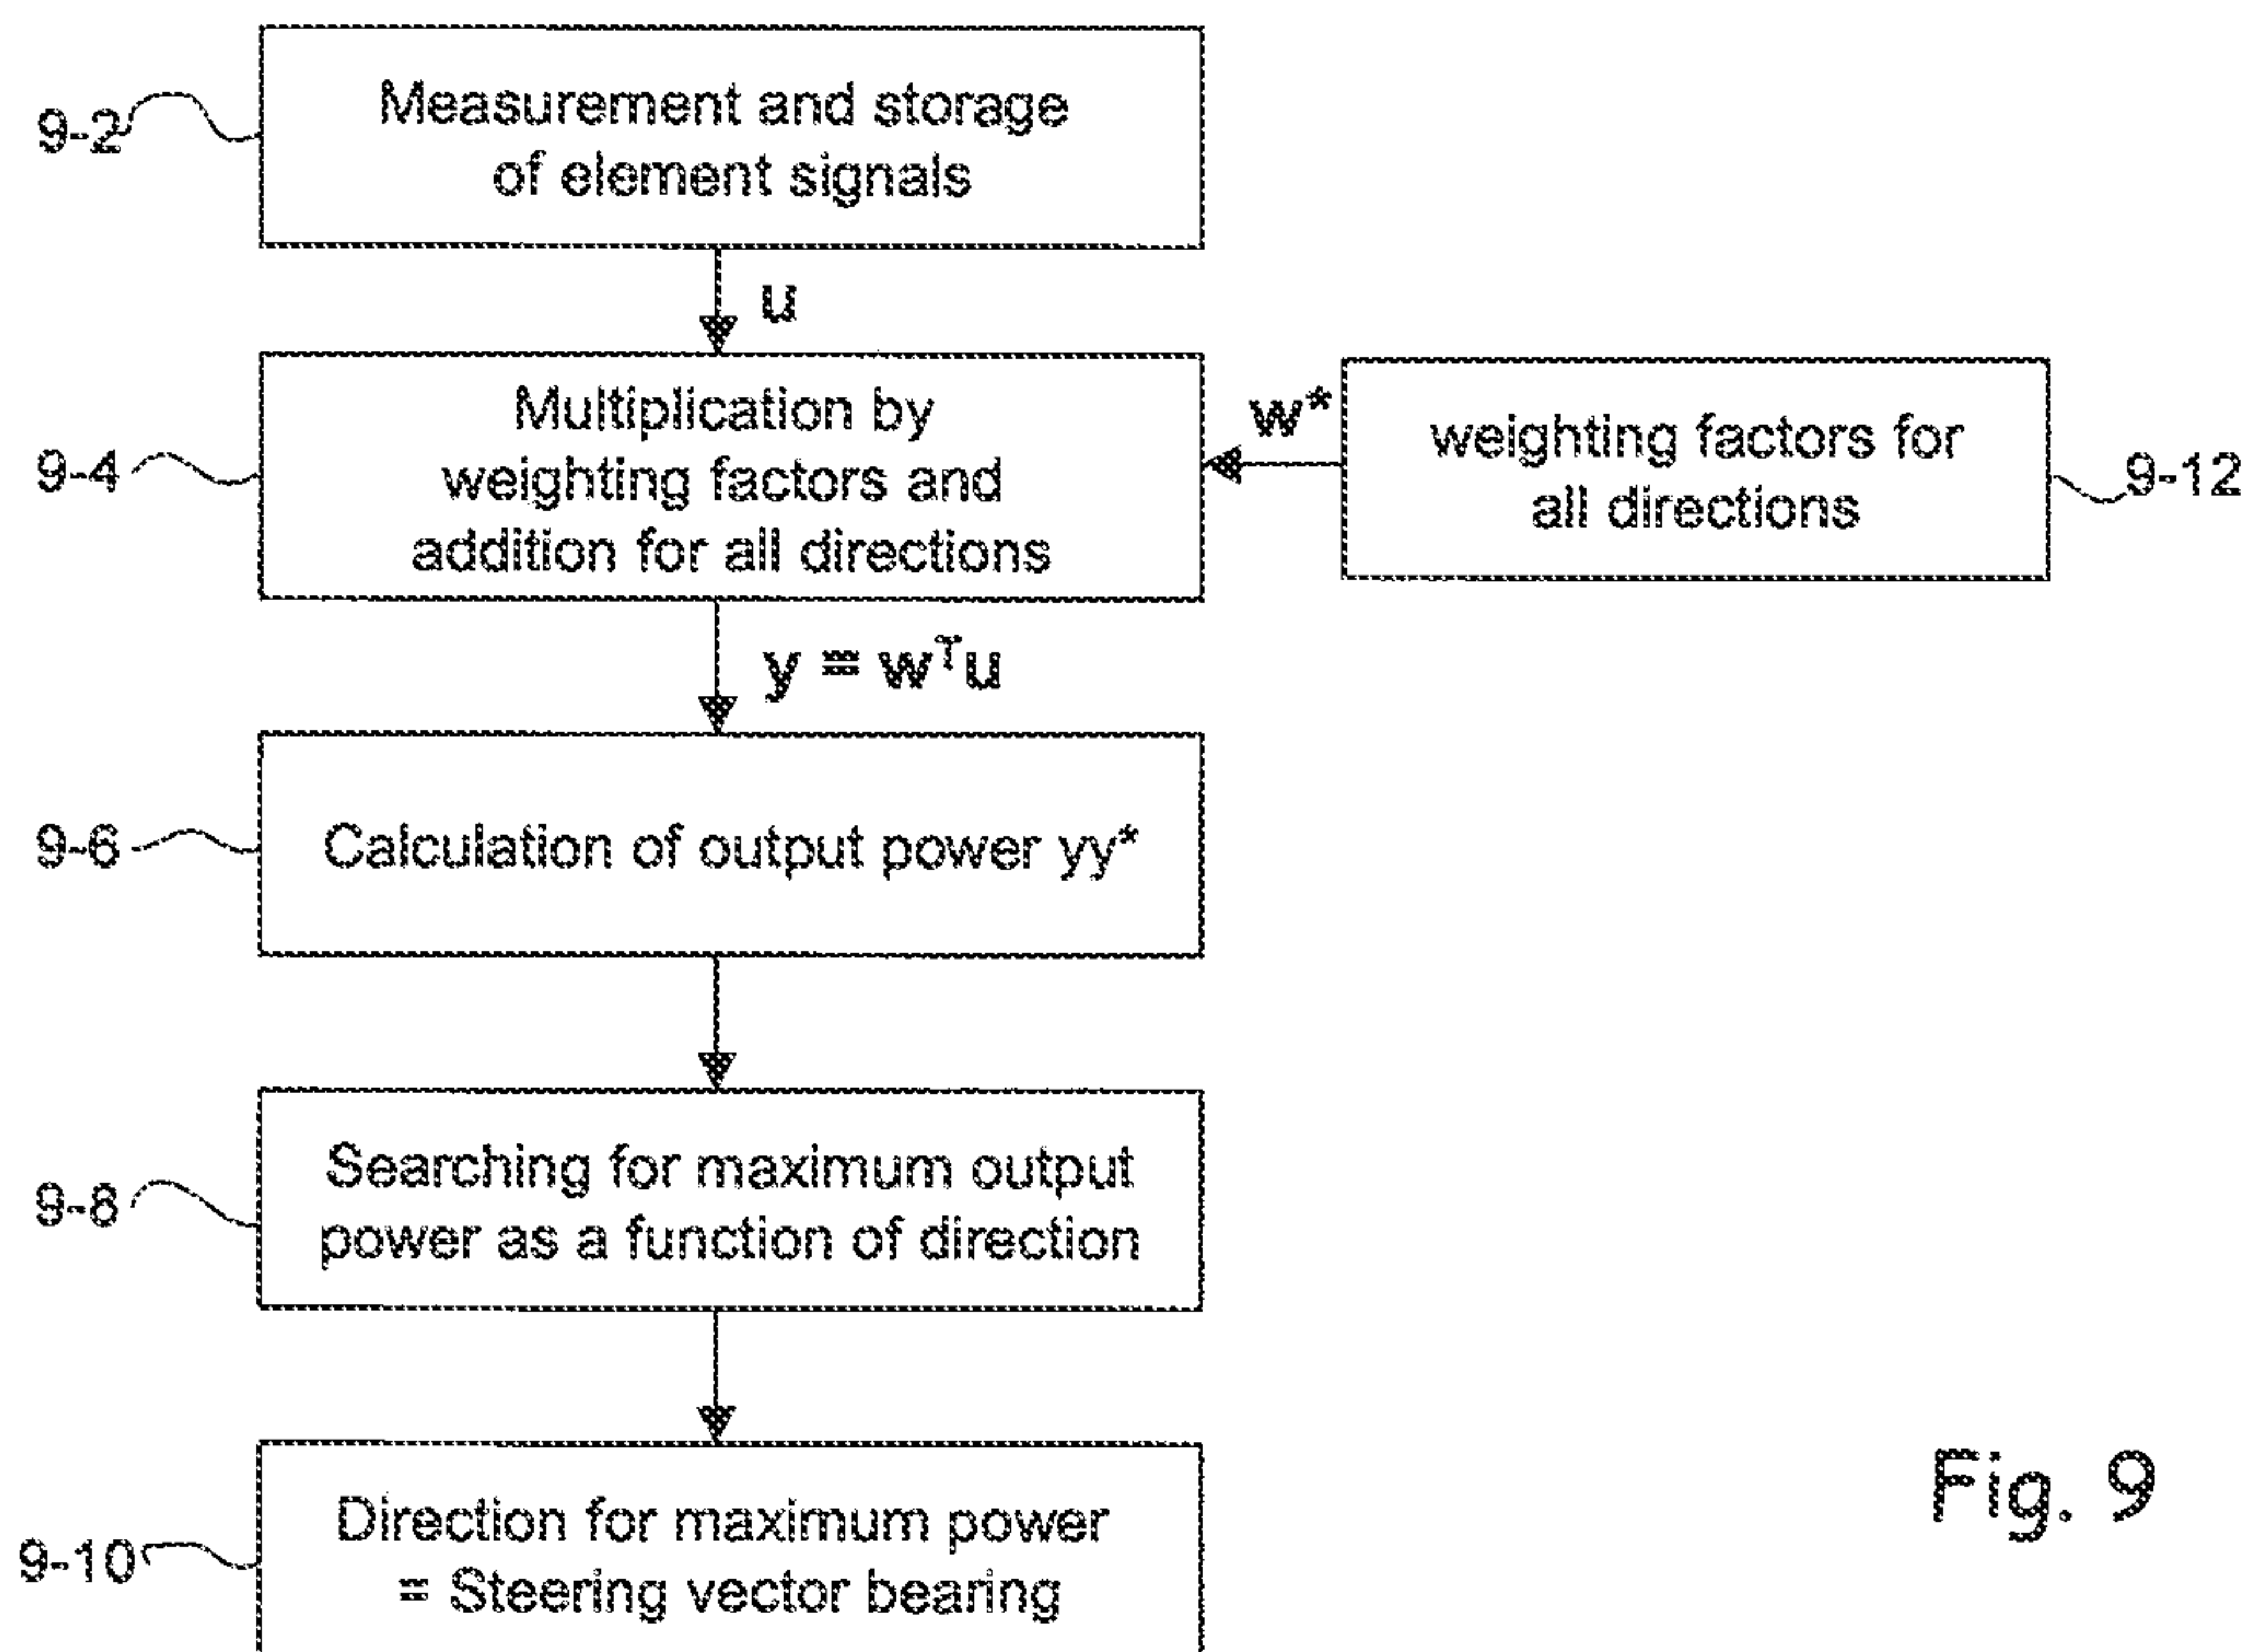 9-2
Measurement and storage
of element signals
u
9-4
Multiplication by
weighting factors and
addition for all directions
w*
weighting factors for
all directions
9-12
y = wᵀu
9-6
Calculation of output power yy*
9-8
Searching for maximum output
power as a function of direction
9-10
Direction for maximum power
= Steering vector bearing
Fig. 9